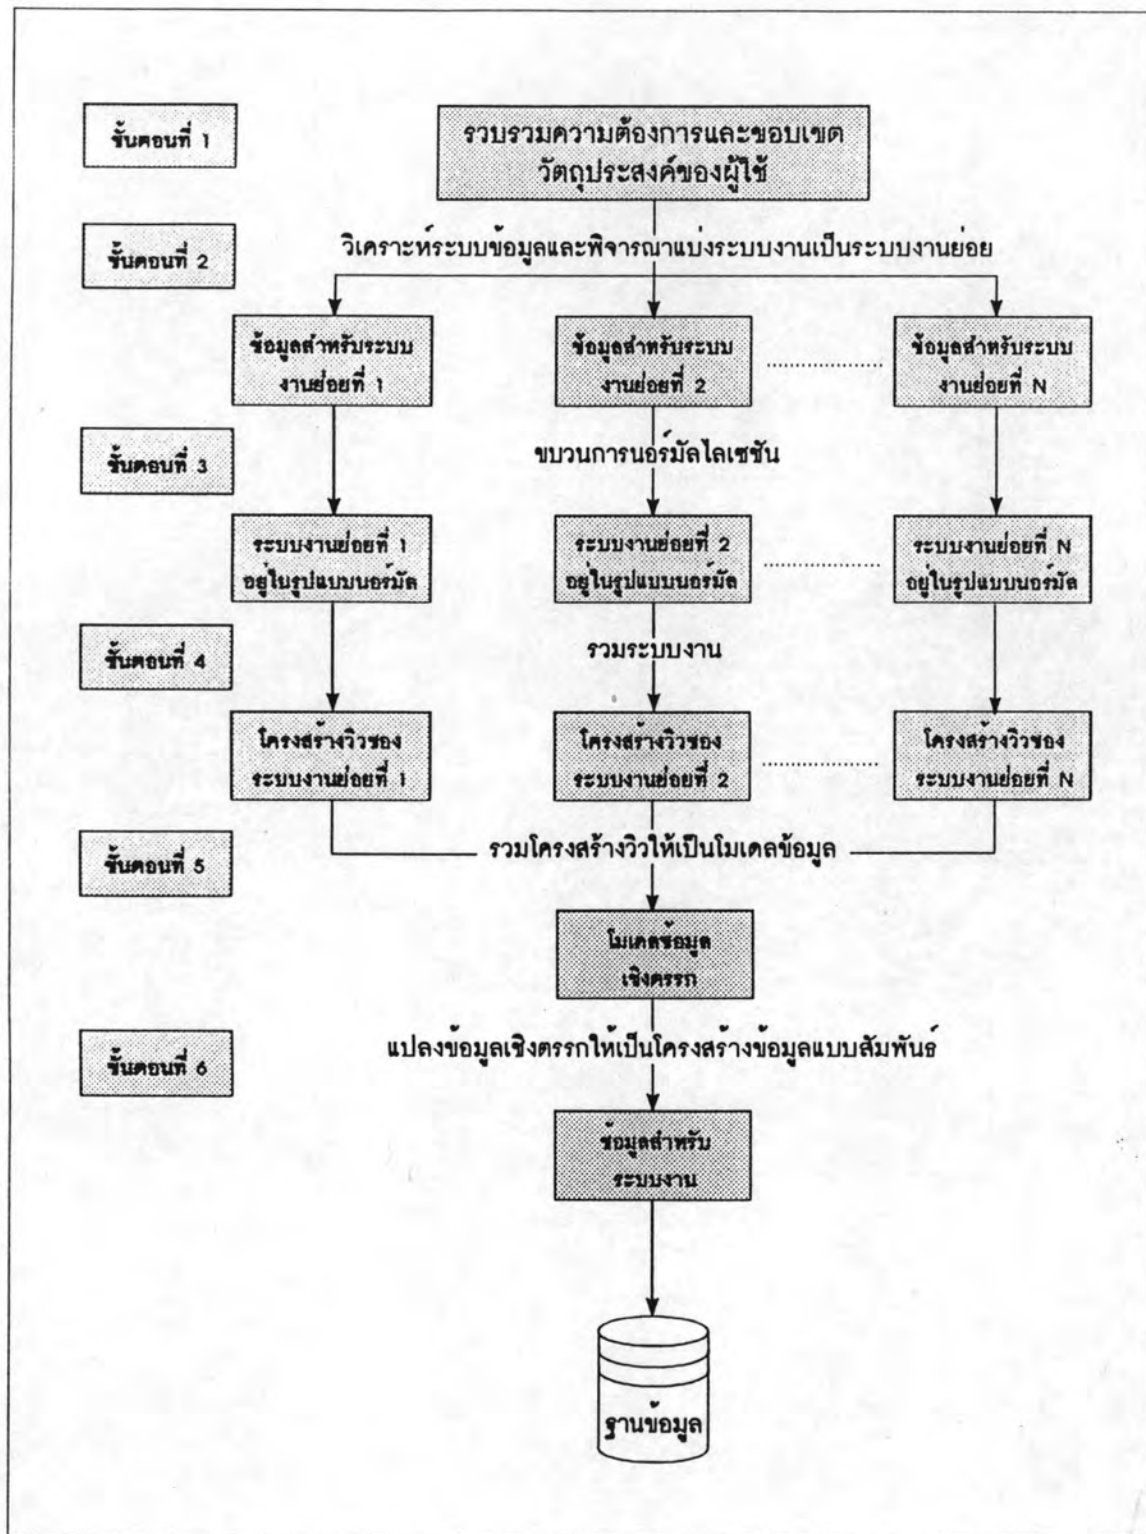 ขั้นตอนที่ 1
รวบรวมความต้องการและขอบเขต
วัตถุประสงค์ของผู้ใช้
ขั้นตอนที่ 2
วิเคราะห์ระบบข้อมูลและพิจารณาแบ่งระบบงานเป็นระบบงานย่อย
ข้อมูลสำหรับระบบ
งานย่อยที่ 1
ข้อมูลสำหรับระบบ
งานย่อยที่ 2
ข้อมูลสำหรับระบบ
งานย่อยที่ N
ขั้นตอนที่ 3
ขบวนการนอร์มัลไลเซชัน
ระบบงานย่อยที่ 1
อยู่ในรูปแบบนอร์มัล
ระบบงานย่อยที่ 2
อยู่ในรูปแบบนอร์มัล
ระบบงานย่อยที่ N
อยู่ในรูปแบบนอร์มัล
ขั้นตอนที่ 4
รวมระบบงาน
โครงสร้างวิวของ
ระบบงานย่อยที่ 1
โครงสร้างวิวของ
ระบบงานย่อยที่ 2
โครงสร้างวิวของ
ระบบงานย่อยที่ N
ขั้นตอนที่ 5
รวมโครงสร้างวิวให้เป็นโมเดลข้อมูล
โมเดลข้อมูล
เชิงตรรก
ขั้นตอนที่ 6
แปลงข้อมูลเชิงตรรกให้เป็นโครงสร้างข้อมูลแบบสัมพันธ์
ข้อมูลสำหรับ
ระบบงาน
ฐานข้อมูล